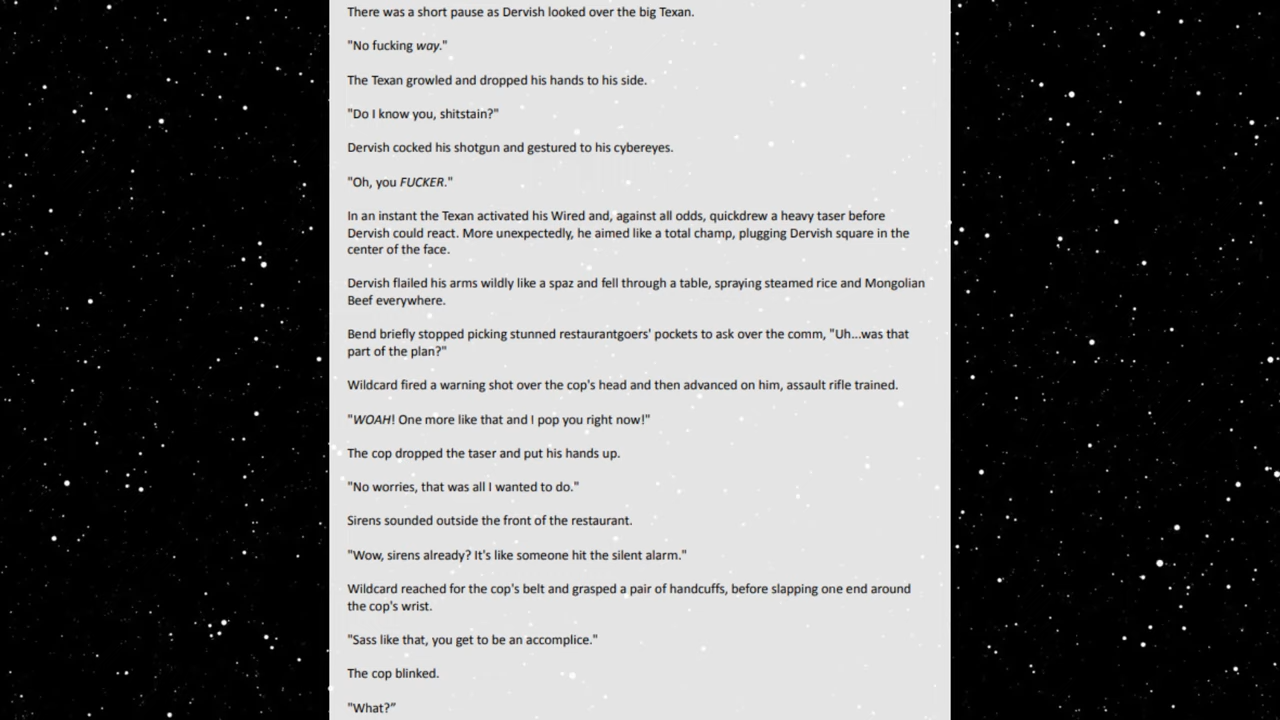 There was a short pause as Dervish looked over the big Texan.
"No fucking way."
The Texan growled and dropped his hands to his side.
"Do I know you, shitstain?"
Dervish cocked his shotgun and gestured to his cybereyes.
"Oh, you FUCKER."
In an instant the Texan activated his Wired and, against all odds, quickdrew a heavy taser before
Dervish could react. More unexpectedly, he aimed like a total champ, plugging Dervish square in the
center of the face.
Dervish flailed his arms wildly like a spaz and fell through a table, spraying steamed rice and Mongolian
Beef everywhere.
Bend briefly stopped picking stunned restaurantgoers' pockets to ask over the comm, "Uh...was that
part of the plan?"
Wildcard fired a warning shot over the cop's head and then advanced on him, assault rifle trained.
"WOAH! One more like that and I pop you right now!"
The cop dropped the taser and put his hands up.
"No worries, that was all I wanted to do."
Sirens sounded outside the front of the restaurant.
"Wow, sirens already? It's like someone hit the silent alarm."
Wildcard reached for the cop's belt and grasped a pair of handcuffs, before slapping one end around
the cop's wrist.
"Sass like that, you get to be an accomplice."
The cop blinked.
"What?"